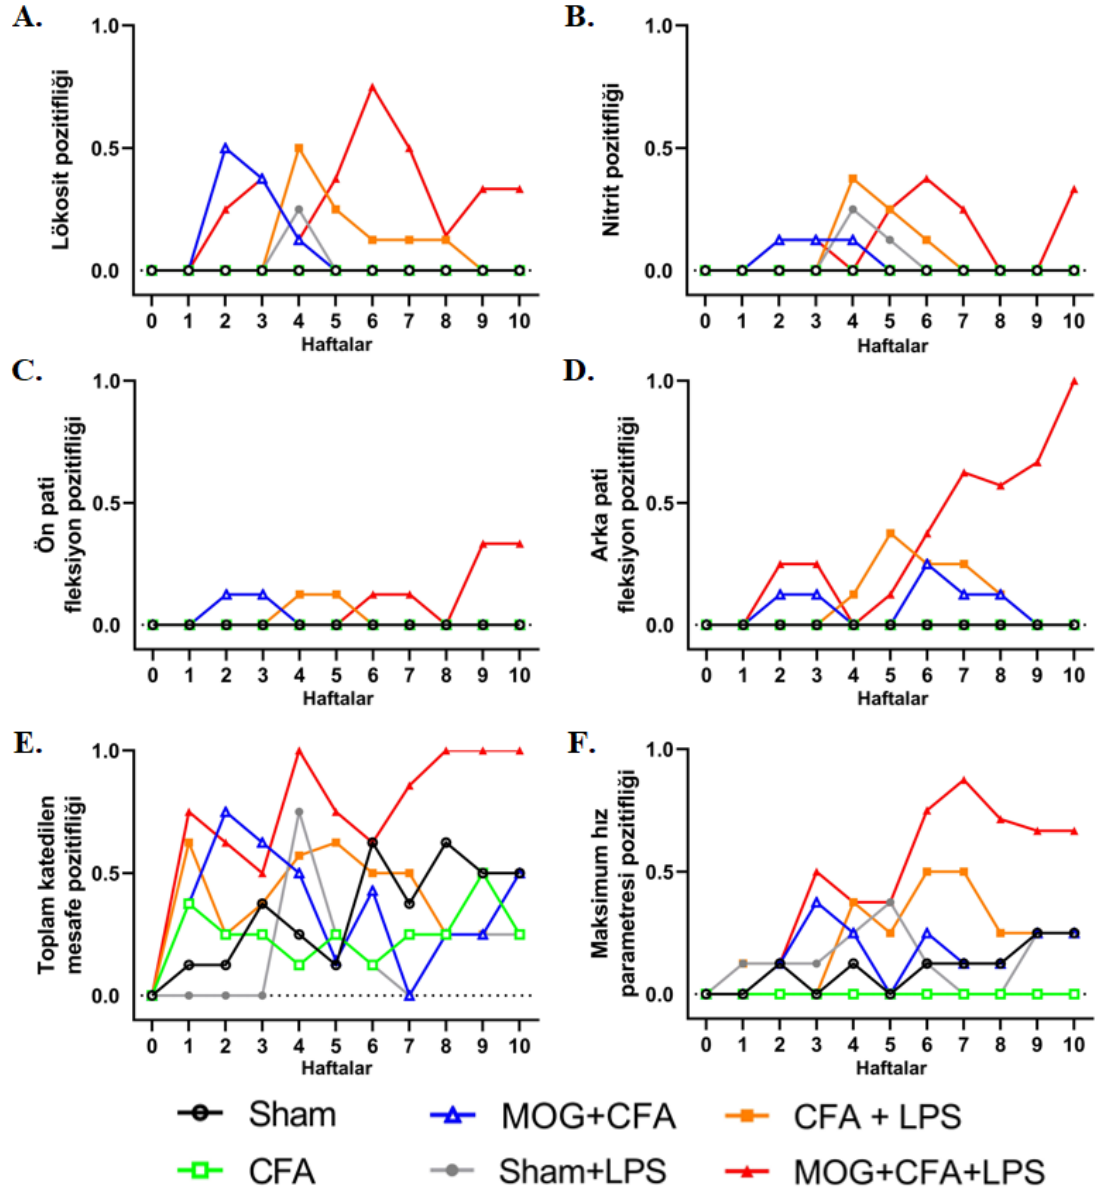 A.
1.0
0.5
0.0
Lökosit pozitifliği
0 1 2 3 4 5 6 7 8 9 10
Haftalar
B.
1.0
0.5
0.0
Nitrit pozitifliği
0 1 2 3 4 5 6 7 8 9 10
Haftalar
C.
1.0
0.5
0.0
Ön pati
fleksiyon pozitifliği
0 1 2 3 4 5 6 7 8 9 10
Haftalar
D.
1.0
0.5
0.0
Arka pati
fleksiyon pozitifliği
0 1 2 3 4 5 6 7 8 9 10
Haftalar
E.
1.0
0.5
0.0
Toplam katedilen
mesafe pozitifliği
0 1 2 3 4 5 6 7 8 9 10
Haftalar
F.
1.0
0.5
0.0
Maksimum hız
parametresi pozitifliği
0 1 2 3 4 5 6 7 8 9 10
Haftalar
Sham MOG+CFA CFA + LPS
CFA Sham+LPS MOG+CFA+LPS